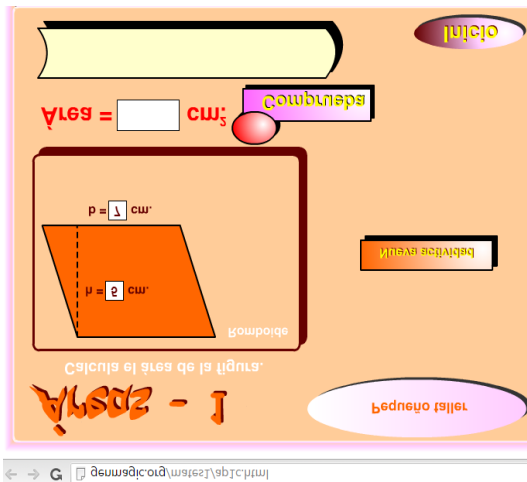 genmagic.org/mates1/ap1c.html
Áreas - 1
Pequeño taller
Calcula el área de la figura.
Romboide
h = 5 cm.
Nueva actividad
b = 7 cm.
Área = cm²
Comprueba
Inicio